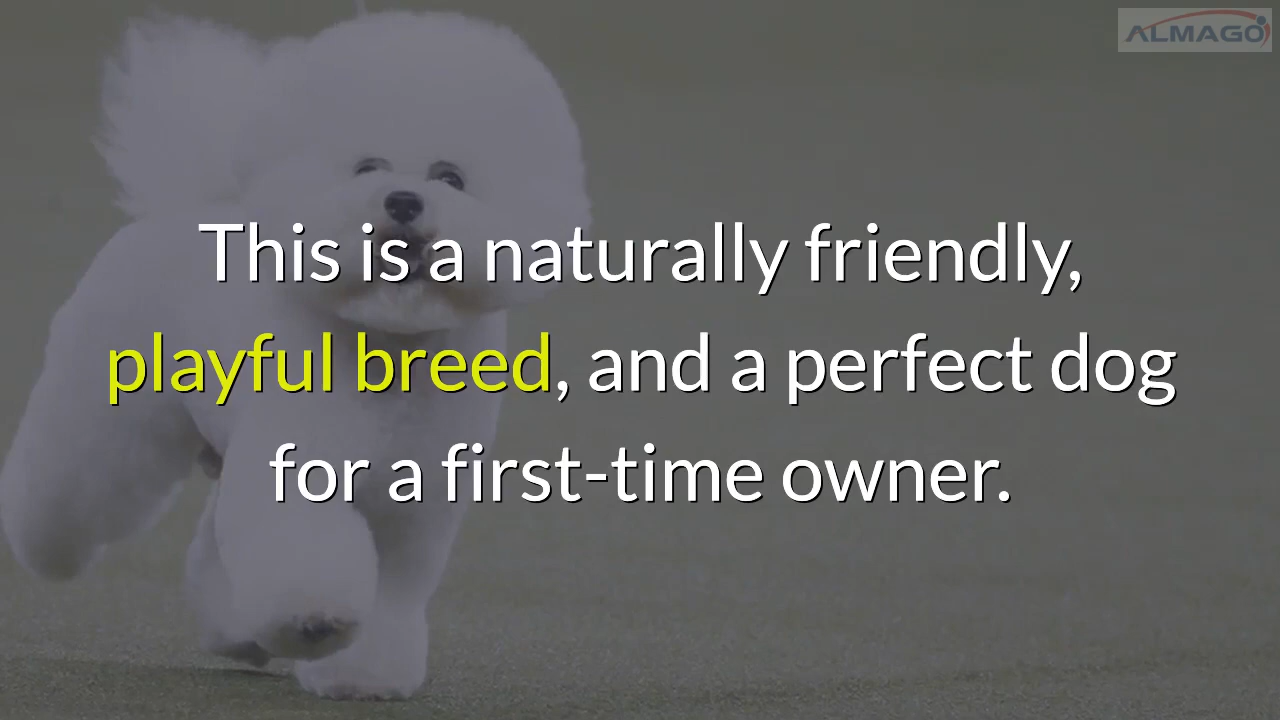 ALMAGO
This is a naturally friendly,
playful breed, and a perfect dog
for a first-time owner.